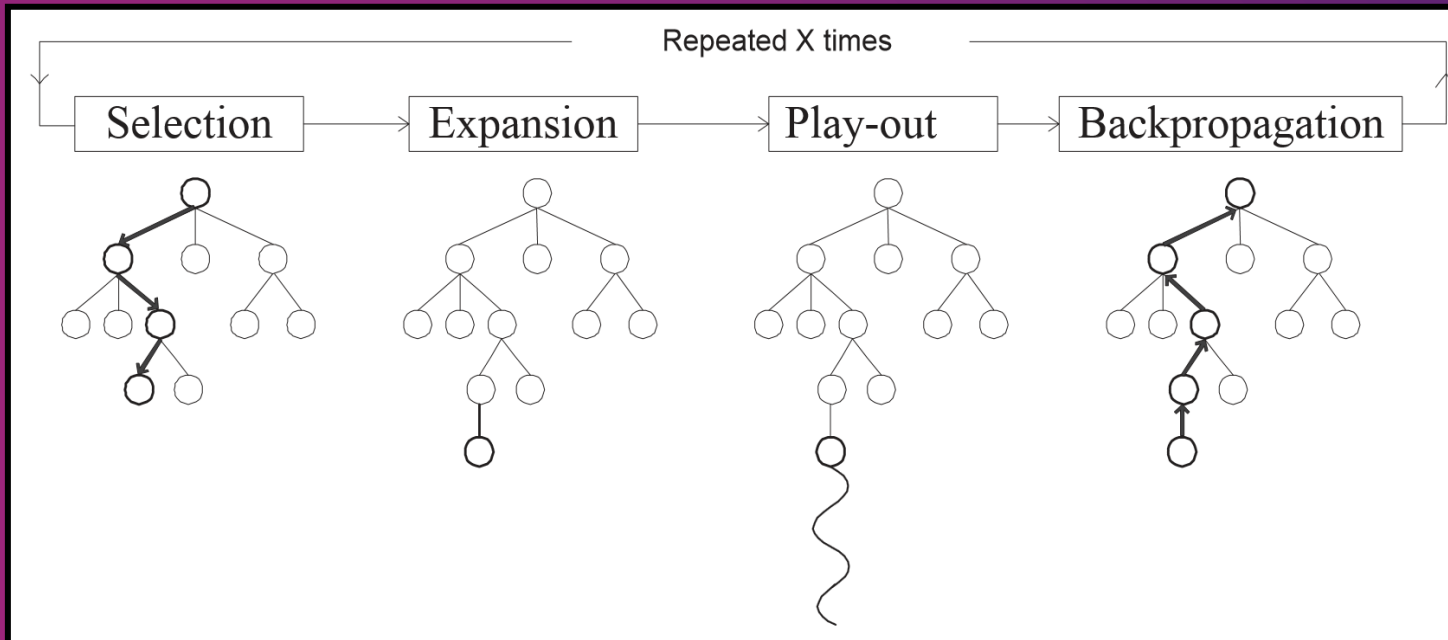 Repeated X times
Selection
Expansion
Play-out
Backpropagation